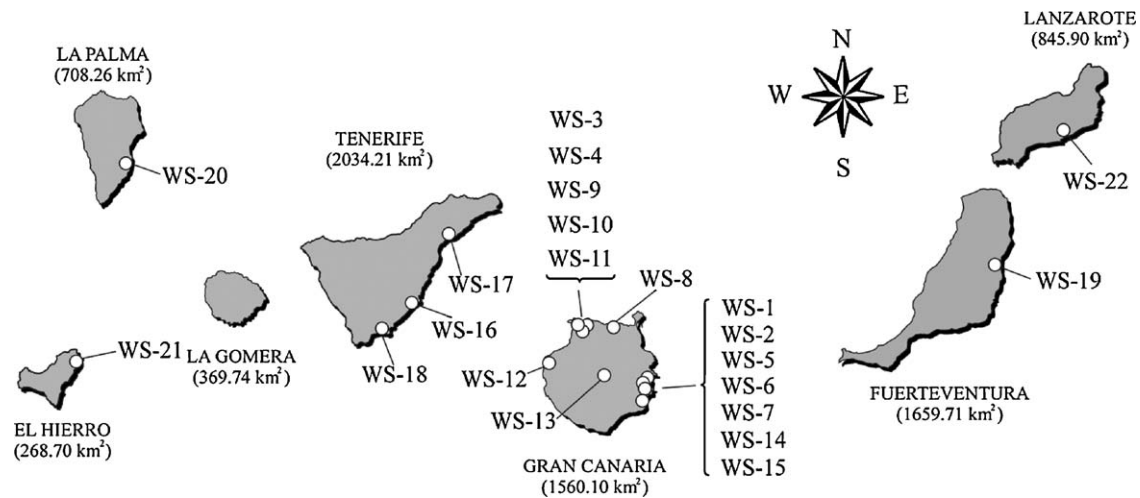 LA PALMA
(708.26 km²)
WS-20
WS-21
EL HIERRO
(268.70 km²)
LA GOMERA
(369.74 km²)
TENERIFE
(2034.21 km²)
WS-17
WS-16
WS-18
WS-3
WS-4
WS-9
WS-10
WS-11
WS-8
WS-12
WS-13
WS-1
WS-2
WS-5
WS-6
WS-7
WS-14
WS-15
GRAN CANARIA
(1560.10 km²)
N
W
E
S
LANZAROTE
(845.90 km²)
WS-22
WS-19
FUERTEVENTURA
(1659.71 km²)